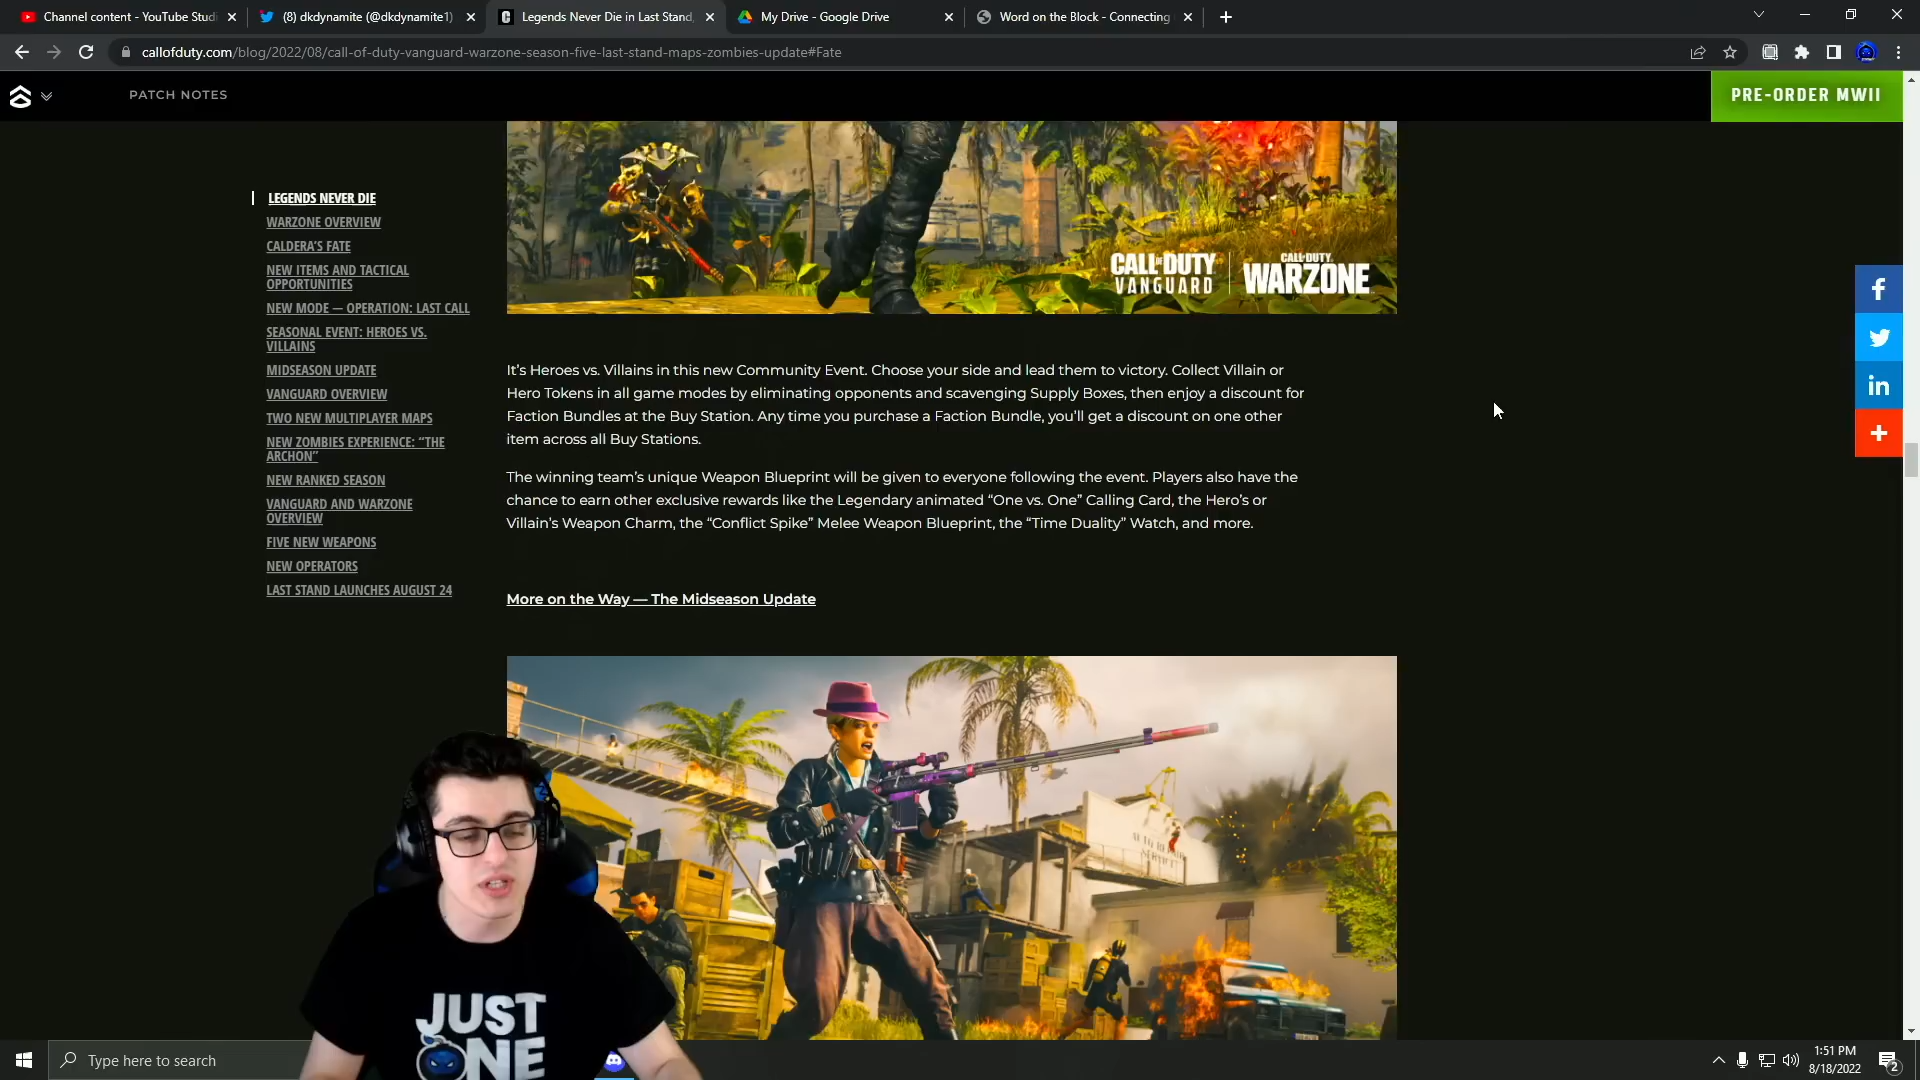 Channel content - YouTube Studi
(8) dkdynamite (@dkdynamite1)
Legends Never Die in Last Stand,
My Drive - Google Drive
Word on the Block - Connecting
callofduty.com/blog/2022/08/call-of-duty-vanguard-warzone-season-five-last-stand-maps-zombies-update#Fate
PATCH NOTES
PRE-ORDER MWII
LEGENDS NEVER DIE
WARZONE OVERVIEW
CALDERA'S FATE
NEW ITEMS AND TACTICAL
OPPORTUNITIES
NEW MODE — OPERATION: LAST CALL
SEASONAL EVENT: HEROES VS.
VILLAINS
MIDSEASON UPDATE
VANGUARD OVERVIEW
TWO NEW MULTIPLAYER MAPS
NEW ZOMBIES EXPERIENCE: “THE
ARCHON”
NEW RANKED SEASON
VANGUARD AND WARZONE
OVERVIEW
FIVE NEW WEAPONS
NEW OPERATORS
LAST STAND LAUNCHES AUGUST 24
CALL OF DUTY
VANGUARD
CALL OF DUTY
WARZONE
It’s Heroes vs. Villains in this new Community Event. Choose your side and lead them to victory. Collect Villain or
Hero Tokens in all game modes by eliminating opponents and scavenging Supply Boxes, then enjoy a discount for
Faction Bundles at the Buy Station. Any time you purchase a Faction Bundle, you’ll get a discount on one other
item across all Buy Stations.
The winning team’s unique Weapon Blueprint will be given to everyone following the event. Players also have the
chance to earn other exclusive rewards like the Legendary animated “One vs. One” Calling Card, the Hero’s or
Villain’s Weapon Charm, the “Conflict Spike” Melee Weapon Blueprint, the “Time Duality” Watch, and more.
More on the Way — The Midseason Update
JUST
ONE
Type here to search
1:51 PM
8/18/2022
2